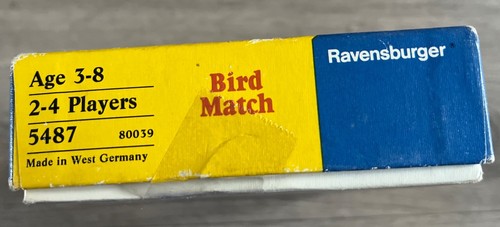 Age 3-8
2-4 Players
5487 80039
Made in West Germany
Bird
Match
Ravensburger